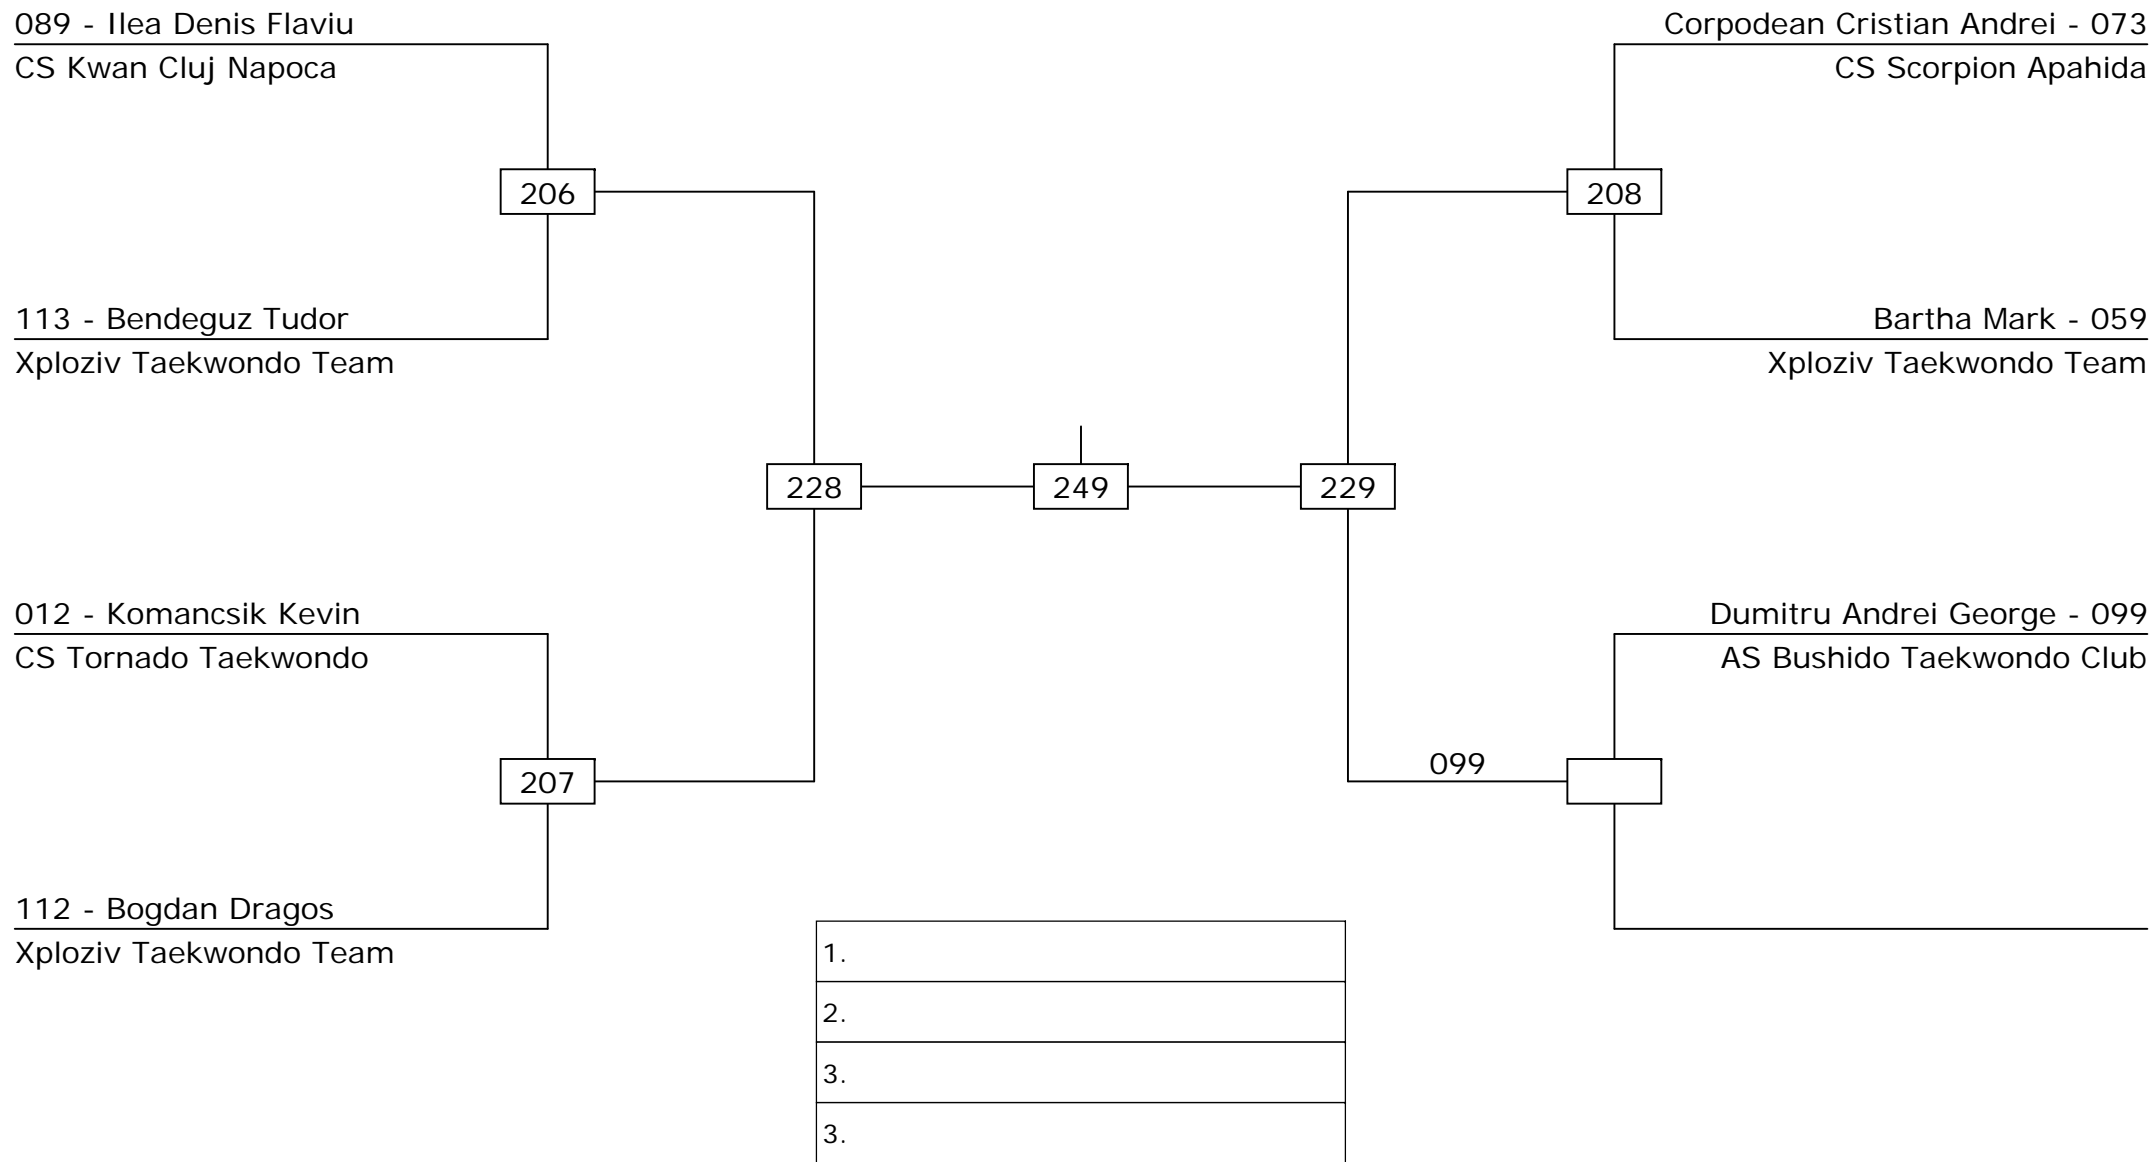 089 - Ilea Denis Flaviu
CS Kwan Cluj Napoca
206
113 - Bendeguz Tudor
Xploziv Taekwondo Team
012 - Komancsik Kevin
CS Tornado Taekwondo
207
112 - Bogdan Dragos
Xploziv Taekwondo Team
228
249
229
Corpodean Cristian Andrei - 073
CS Scorpion Apahida
208
Bartha Mark - 059
Xploziv Taekwondo Team
Dumitru Andrei George - 099
AS Bushido Taekwondo Club
099
1.
2.
3.
3.